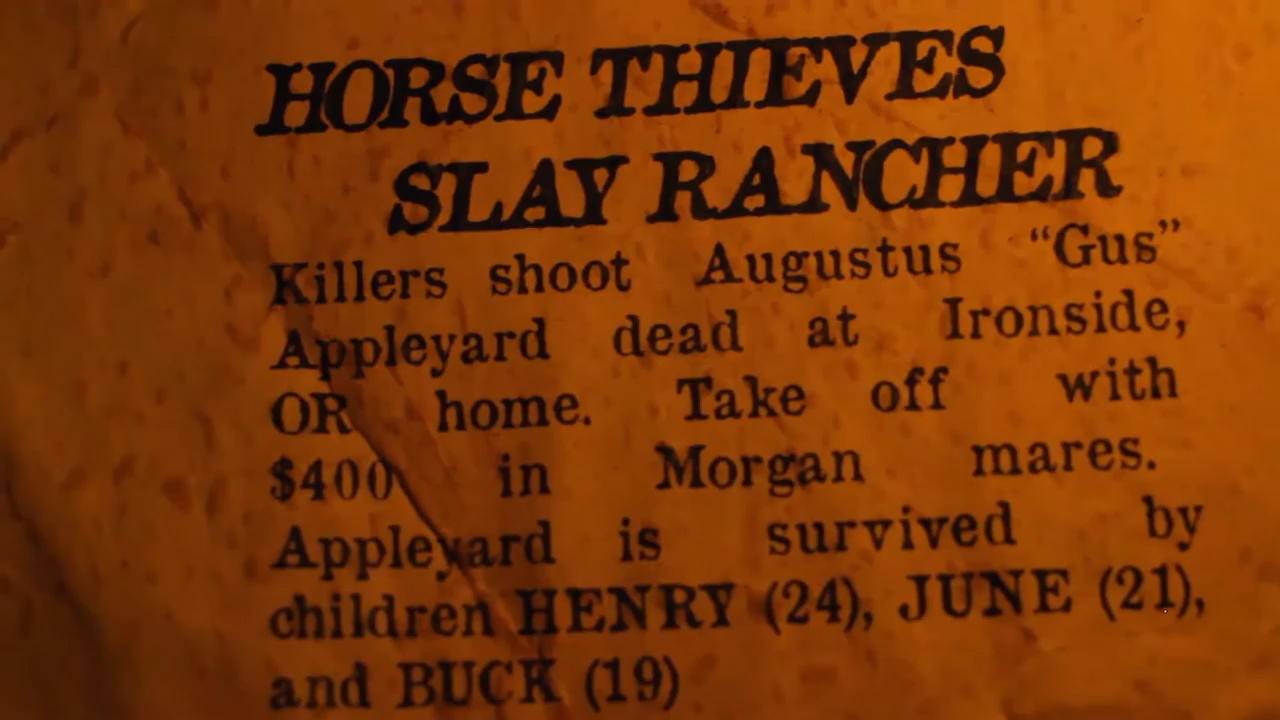 HORSE THIEVES
SLAY RANCHER
Killers shoot Augustus “Gus”
Appleyard dead at Ironside,
OR home. Take off with
$400 in Morgan mares.
Appleyard is survived by
children HENRY (24), JUNE (21),
and BUCK (19)